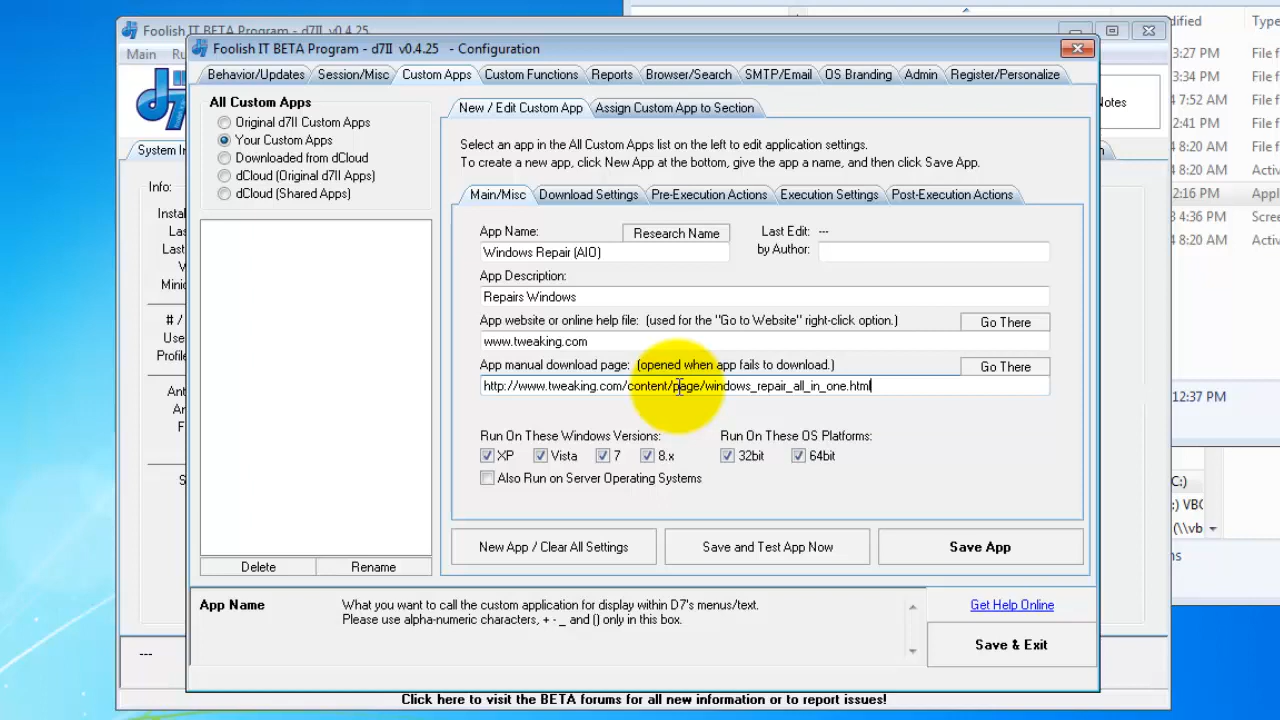 Foolish IT BETA Program - d7II v0.4.25
Main
Foolish IT BETA Program - d7II v0.4.25 - Configuration
Behavior/Updates Session/Misc Custom Apps Custom Functions Reports Browser/Search SMTP/Email OS Branding Admin Register/Personalize
All Custom Apps
Original d7II Custom Apps
Your Custom Apps
Downloaded from dCloud
dCloud (Original d7II Apps)
dCloud (Shared Apps)
Delete Rename
New / Edit Custom App Assign Custom App to Section
Select an app in the All Custom Apps list on the left to edit application settings.
To create a new app, click New App at the bottom, give the app a name, and then click Save App.
Main/Misc Download Settings Pre-Execution Actions Execution Settings Post-Execution Actions
App Name: Research Name Last Edit: ---
Windows Repair (AIO) by Author:
App Description:
Repairs Windows
App website or online help file: (used for the "Go to Website" right-click option.) Go There
www.tweaking.com
App manual download page: (opened when app fails to download.) Go There
http://www.tweaking.com/content/page/windows_repair_all_in_one.html
Run On These Windows Versions: Run On These OS Platforms:
XP Vista 7 8.x 32bit 64bit
Also Run on Server Operating Systems
New App / Clear All Settings Save and Test App Now Save App
App Name
What you want to call the custom application for display within D7's menus/text.
Please use alpha-numeric characters, + - _ and () only in this box.
Get Help Online
Save & Exit
---
Click here to visit the BETA forums for all new information or to report issues!
System In
Info:
Notes
Type
3:27 PM File f
3:34 PM File f
7:52 AM File f
2:41 PM File f
8:20 AM File f
8:20 AM
2:16 PM
4:36 PM
8:20 AM File f
12:37 PM